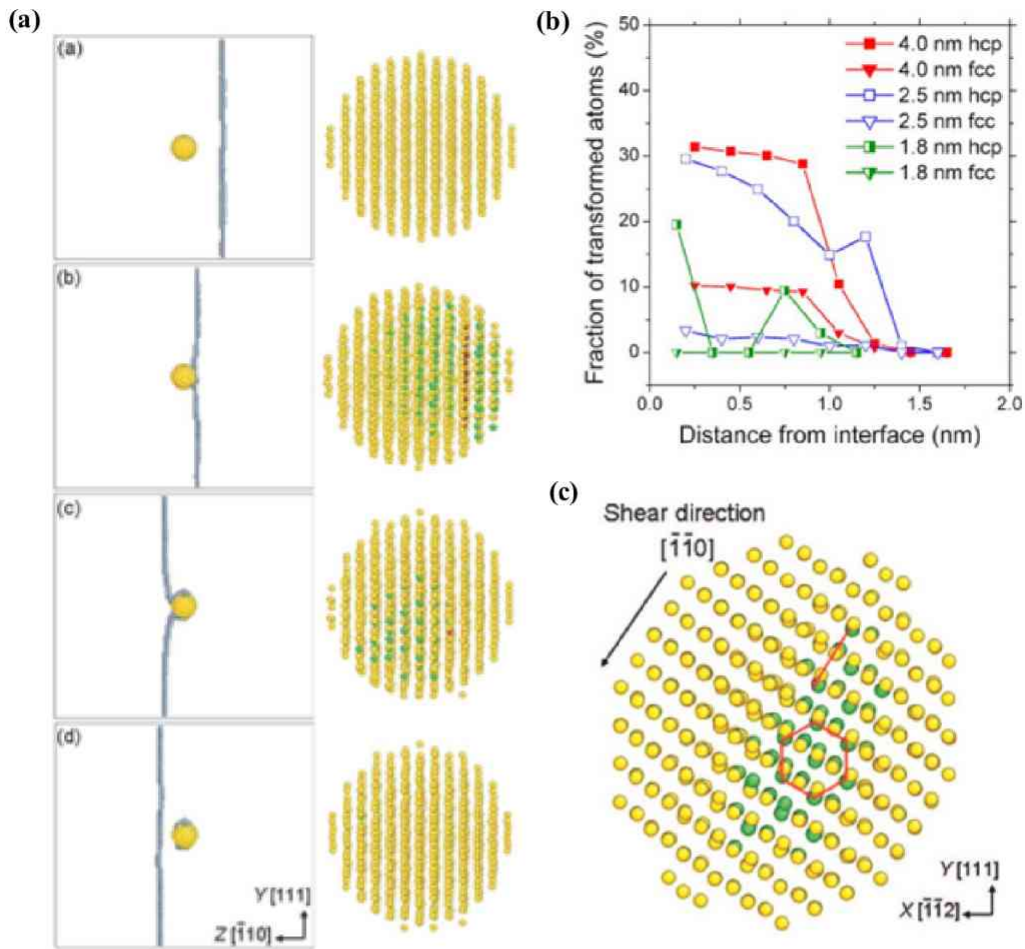 (a)
(a)
(b)
(c)
(d)
Y [111]
Z [1̄10]
(b)
Fraction of transformed atoms (%)
50
40
30
20
10
0
4.0 nm hcp
4.0 nm fcc
2.5 nm hcp
2.5 nm fcc
1.8 nm hcp
1.8 nm fcc
0.0 0.5 1.0 1.5 2.0
Distance from interface (nm)
(c)
Shear direction
[1̄1̄0]
Y [111]
X [1̄1̄2]